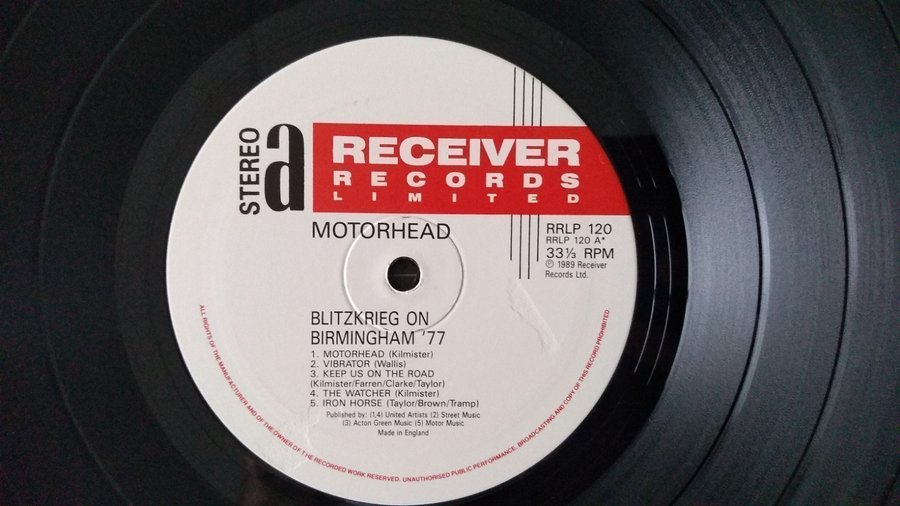 STEREO
a
RECEIVER
RECORDS
LIMITED
MOTORHEAD
RRLP 120
RRLP 120 A*
33⅓ RPM
℗ 1989 Receiver
Records Ltd.
BLITZKRIEG ON
BIRMINGHAM '77
1. MOTORHEAD (Kilmister)
2. VIBRATOR (Wallis)
3. KEEP US ON THE ROAD
(Kilmister/Farren/Clarke/Taylor)
4. THE WATCHER (Kilmister)
5. IRON HORSE (Taylor/Brown/Tramp)
Published by: (1,4) United Artists (2) Street Music
(3) Acton Green Music (5) Motor Music
Made in England
ALL RIGHTS OF THE MANUFACTURER AND OF THE OWNER OF THE RECORDED WORK RESERVED. UNAUTHORISED PUBLIC PERFORMANCE, BROADCASTING AND COPY OF THIS RECORD PROHIBITED